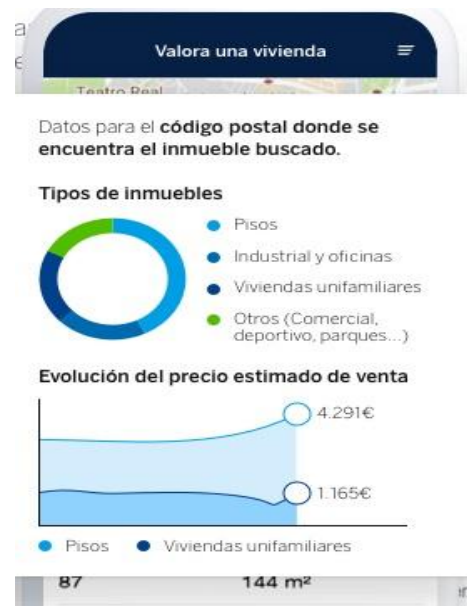 Valora una vivienda
Teatro Real
Datos para el código postal donde se
encuentra el inmueble buscado.
Tipos de inmuebles
Pisos
Industrial y oficinas
Viviendas unifamiliares
Otros (Comercial,
deportivo, parques...)
Evolución del precio estimado de venta
4.291€
1.165€
Pisos Viviendas unifamiliares
87 144 m²